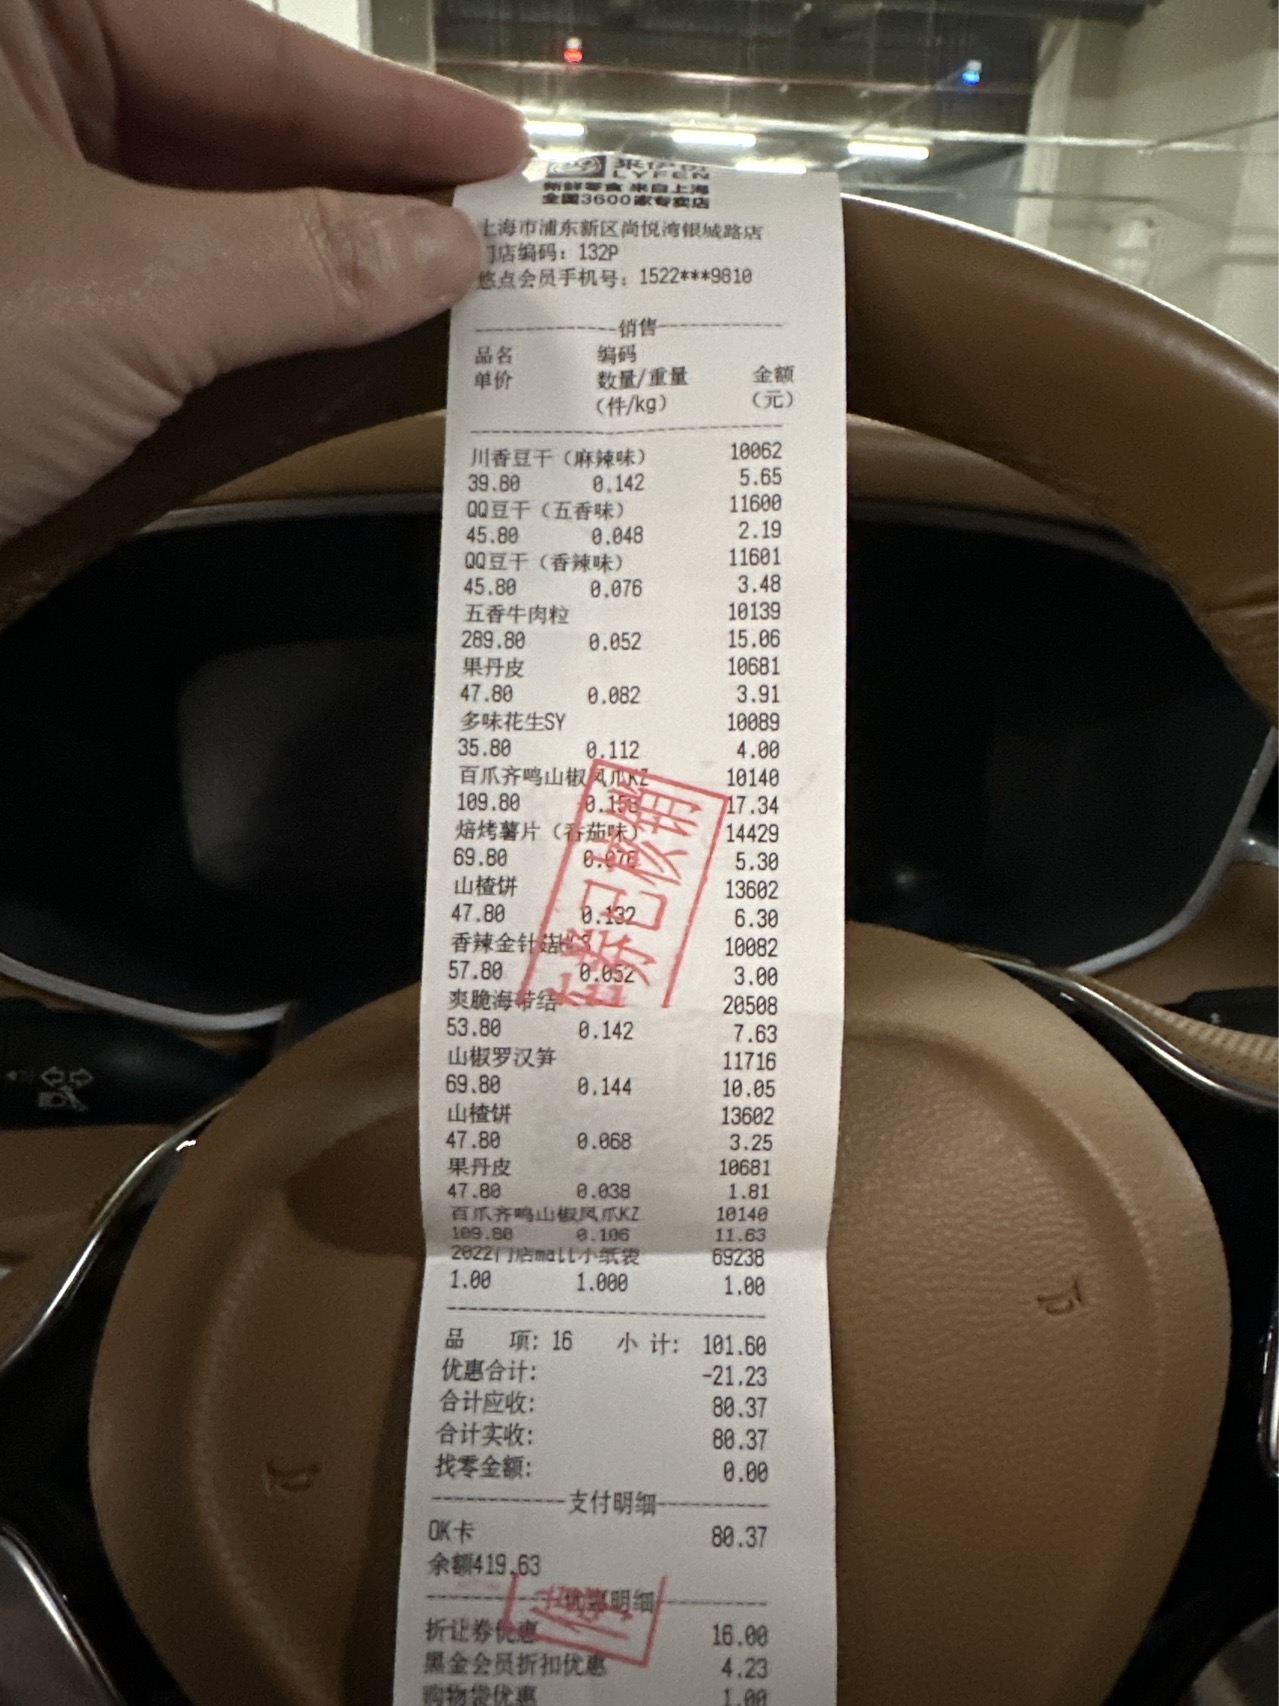 来伊份
LYFEN
新鲜零食 来自上海
全国3600家专卖店
上海市浦东新区尚悦湾银城路店
门店编码：132P
悠点会员手机号：1522***9810
销售
品名 编码
单价 数量/重量 金额
（件/kg） （元）
川香豆干（麻辣味） 10062
39.80 0.142 5.65
QQ豆干（五香味） 11600
45.80 0.048 2.19
QQ豆干（香辣味） 11601
45.80 0.076 3.48
五香牛肉粒 10139
289.80 0.052 15.06
果丹皮 10681
47.80 0.082 3.91
多味花生SY 10089
35.80 0.112 4.00
百爪齐鸣山椒凤爪KZ 10140
109.80 0.158 17.34
焙烤薯片（番茄味） 14429
69.80 0.076 5.30
山楂饼 13602
47.80 0.132 6.30
香辣金针菇 10082
57.80 0.052 3.00
爽脆海带结 20508
53.80 0.142 7.63
山椒罗汉笋 11716
69.80 0.144 10.05
山楂饼 13602
47.80 0.068 3.25
果丹皮 10681
47.80 0.038 1.81
百爪齐鸣山椒凤爪KZ 10140
109.80 0.106 11.63
2022门店mall小纸袋 69238
1.00 1.000 1.00
品 项: 16 小 计: 101.60
优惠合计: -21.23
合计应收: 80.37
合计实收: 80.37
找零金额: 0.00
支付明细
OK卡 80.37
余额419.63
优惠明细
折让券优惠 16.00
黑金会员折扣优惠 4.23
购物袋优惠 1.00
券已核销